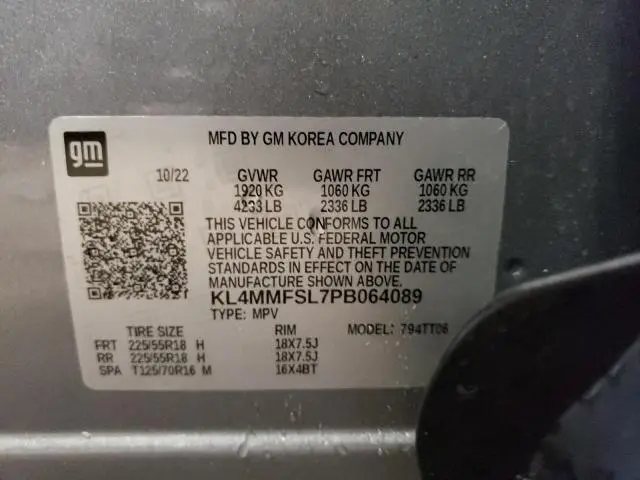 gm
MFD BY GM KOREA COMPANY
10/22 GVWR GAWR FRT GAWR RR
1920 KG 1060 KG 1060 KG
4233 LB 2336 LB 2336 LB
THIS VEHICLE CONFORMS TO ALL
APPLICABLE U.S. FEDERAL MOTOR
VEHICLE SAFETY AND THEFT PREVENTION
STANDARDS IN EFFECT ON THE DATE OF
MANUFACTURE SHOWN ABOVE.
KL4MMFSL7PB064089
TYPE: MPV
TIRE SIZE RIM MODEL: 794TT06
FRT 225/55R18 H 18X7.5J
RR 225/55R18 H 18X7.5J
SPA T125/70R16 M 16X4BT